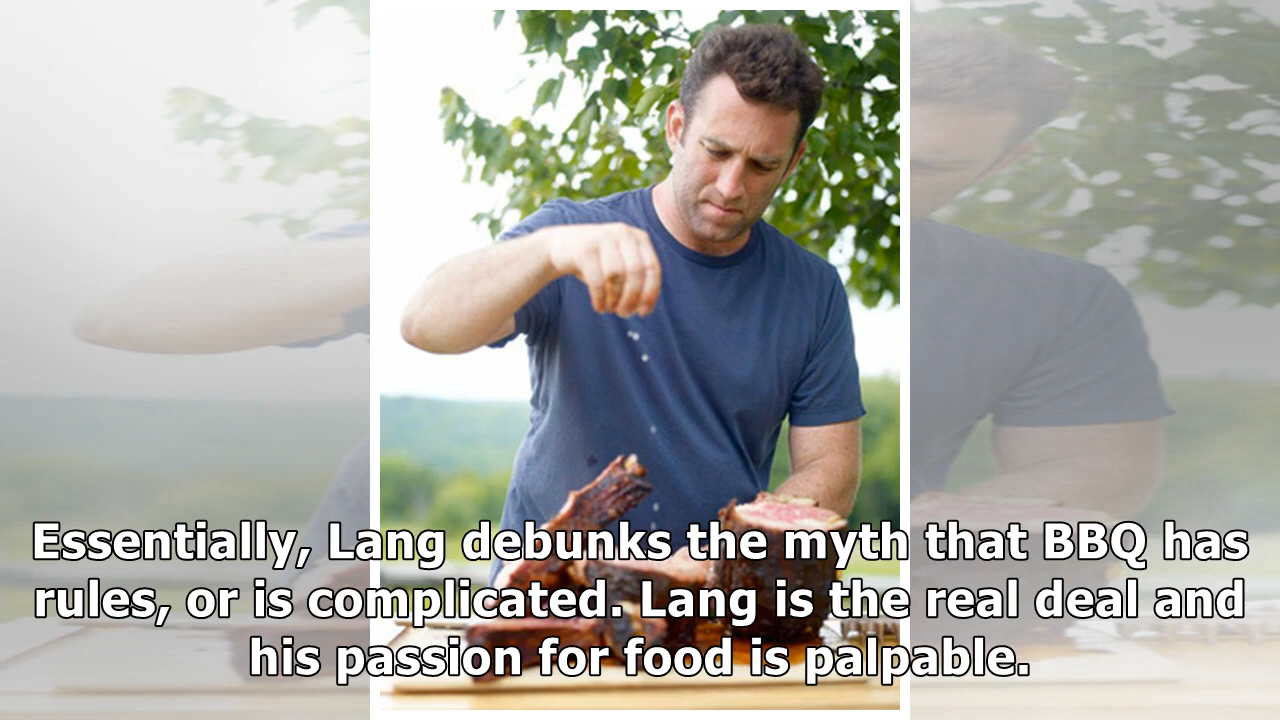 Essentially, Lang debunks the myth that BBQ has
rules, or is complicated. Lang is the real deal and
his passion for food is palpable.